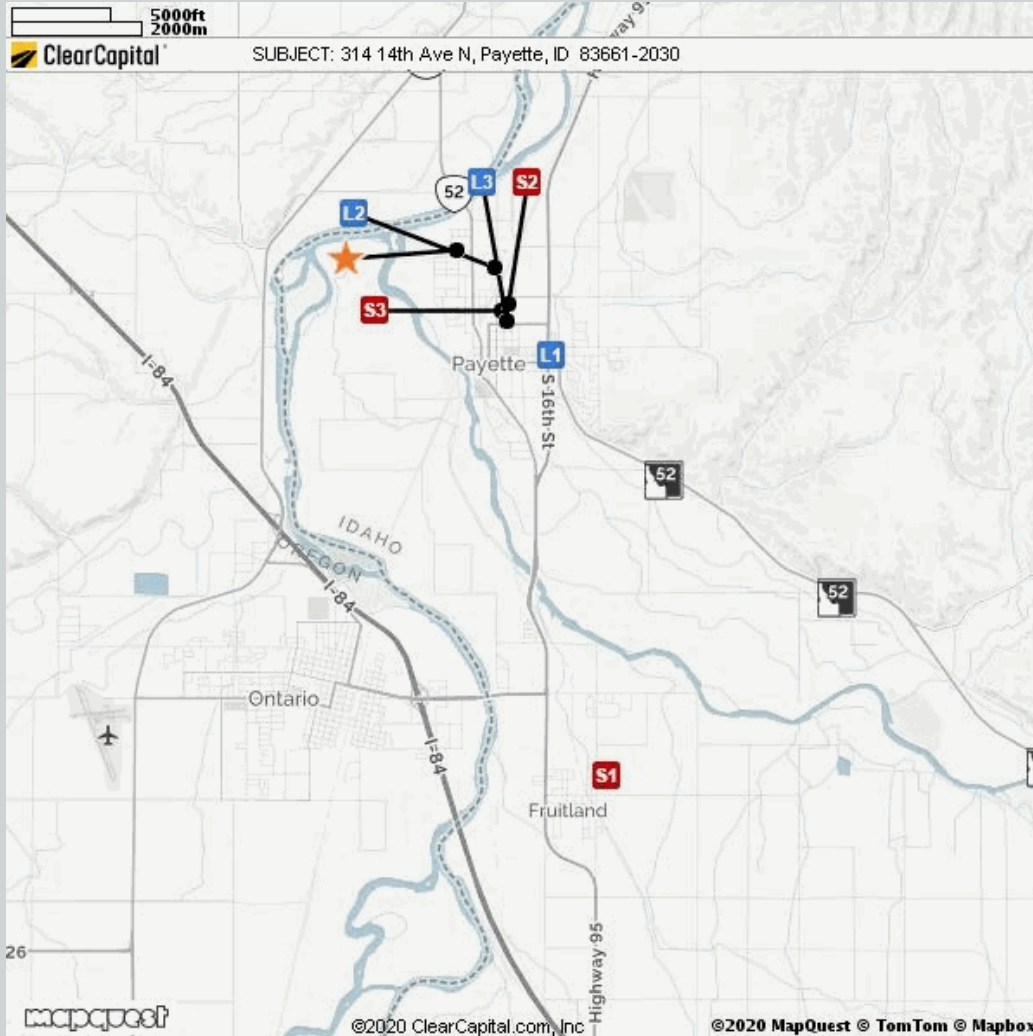 5000ft
2000m
ClearCapital
SUBJECT: 314 14th Ave N, Payette, ID 83661-2030
52
L3
S2
L2
S3
L1
Payette
S 16th St
I-84
52
IDAHO
OREGON
52
I-84
Ontario
I-84
S1
Fruitland
26
Highway 95
mapquest
©2020 ClearCapital.com, Inc
©2020 MapQuest © TomTom © Mapbo